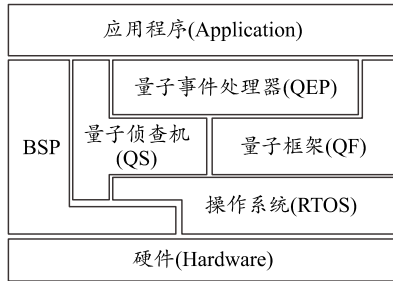 应用程序(Application)
量子事件处理器(QEP)
BSP
量子侦查机
(QS)
量子框架(QF)
操作系统(RTOS)
硬件(Hardware)